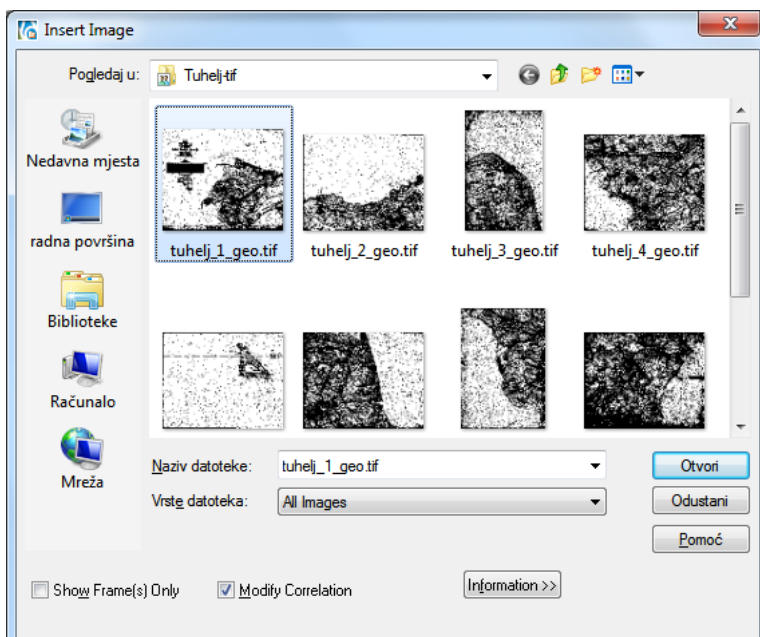 Insert Image
Pogledaj u:
Tuhelj-tif
Nedavna mjesta
radna površina
Biblioteke
Računalo
Mreža
tuhelj_1_geo.tif
tuhelj_2_geo.tif
tuhelj_3_geo.tif
tuhelj_4_geo.tif
Naziv datoteke:
tuhelj_1_geo.tif
Otvori
Vrste datoteka:
All Images
Odustani
Pomoć
Show Frame(s) Only
Modify Correlation
Information >>